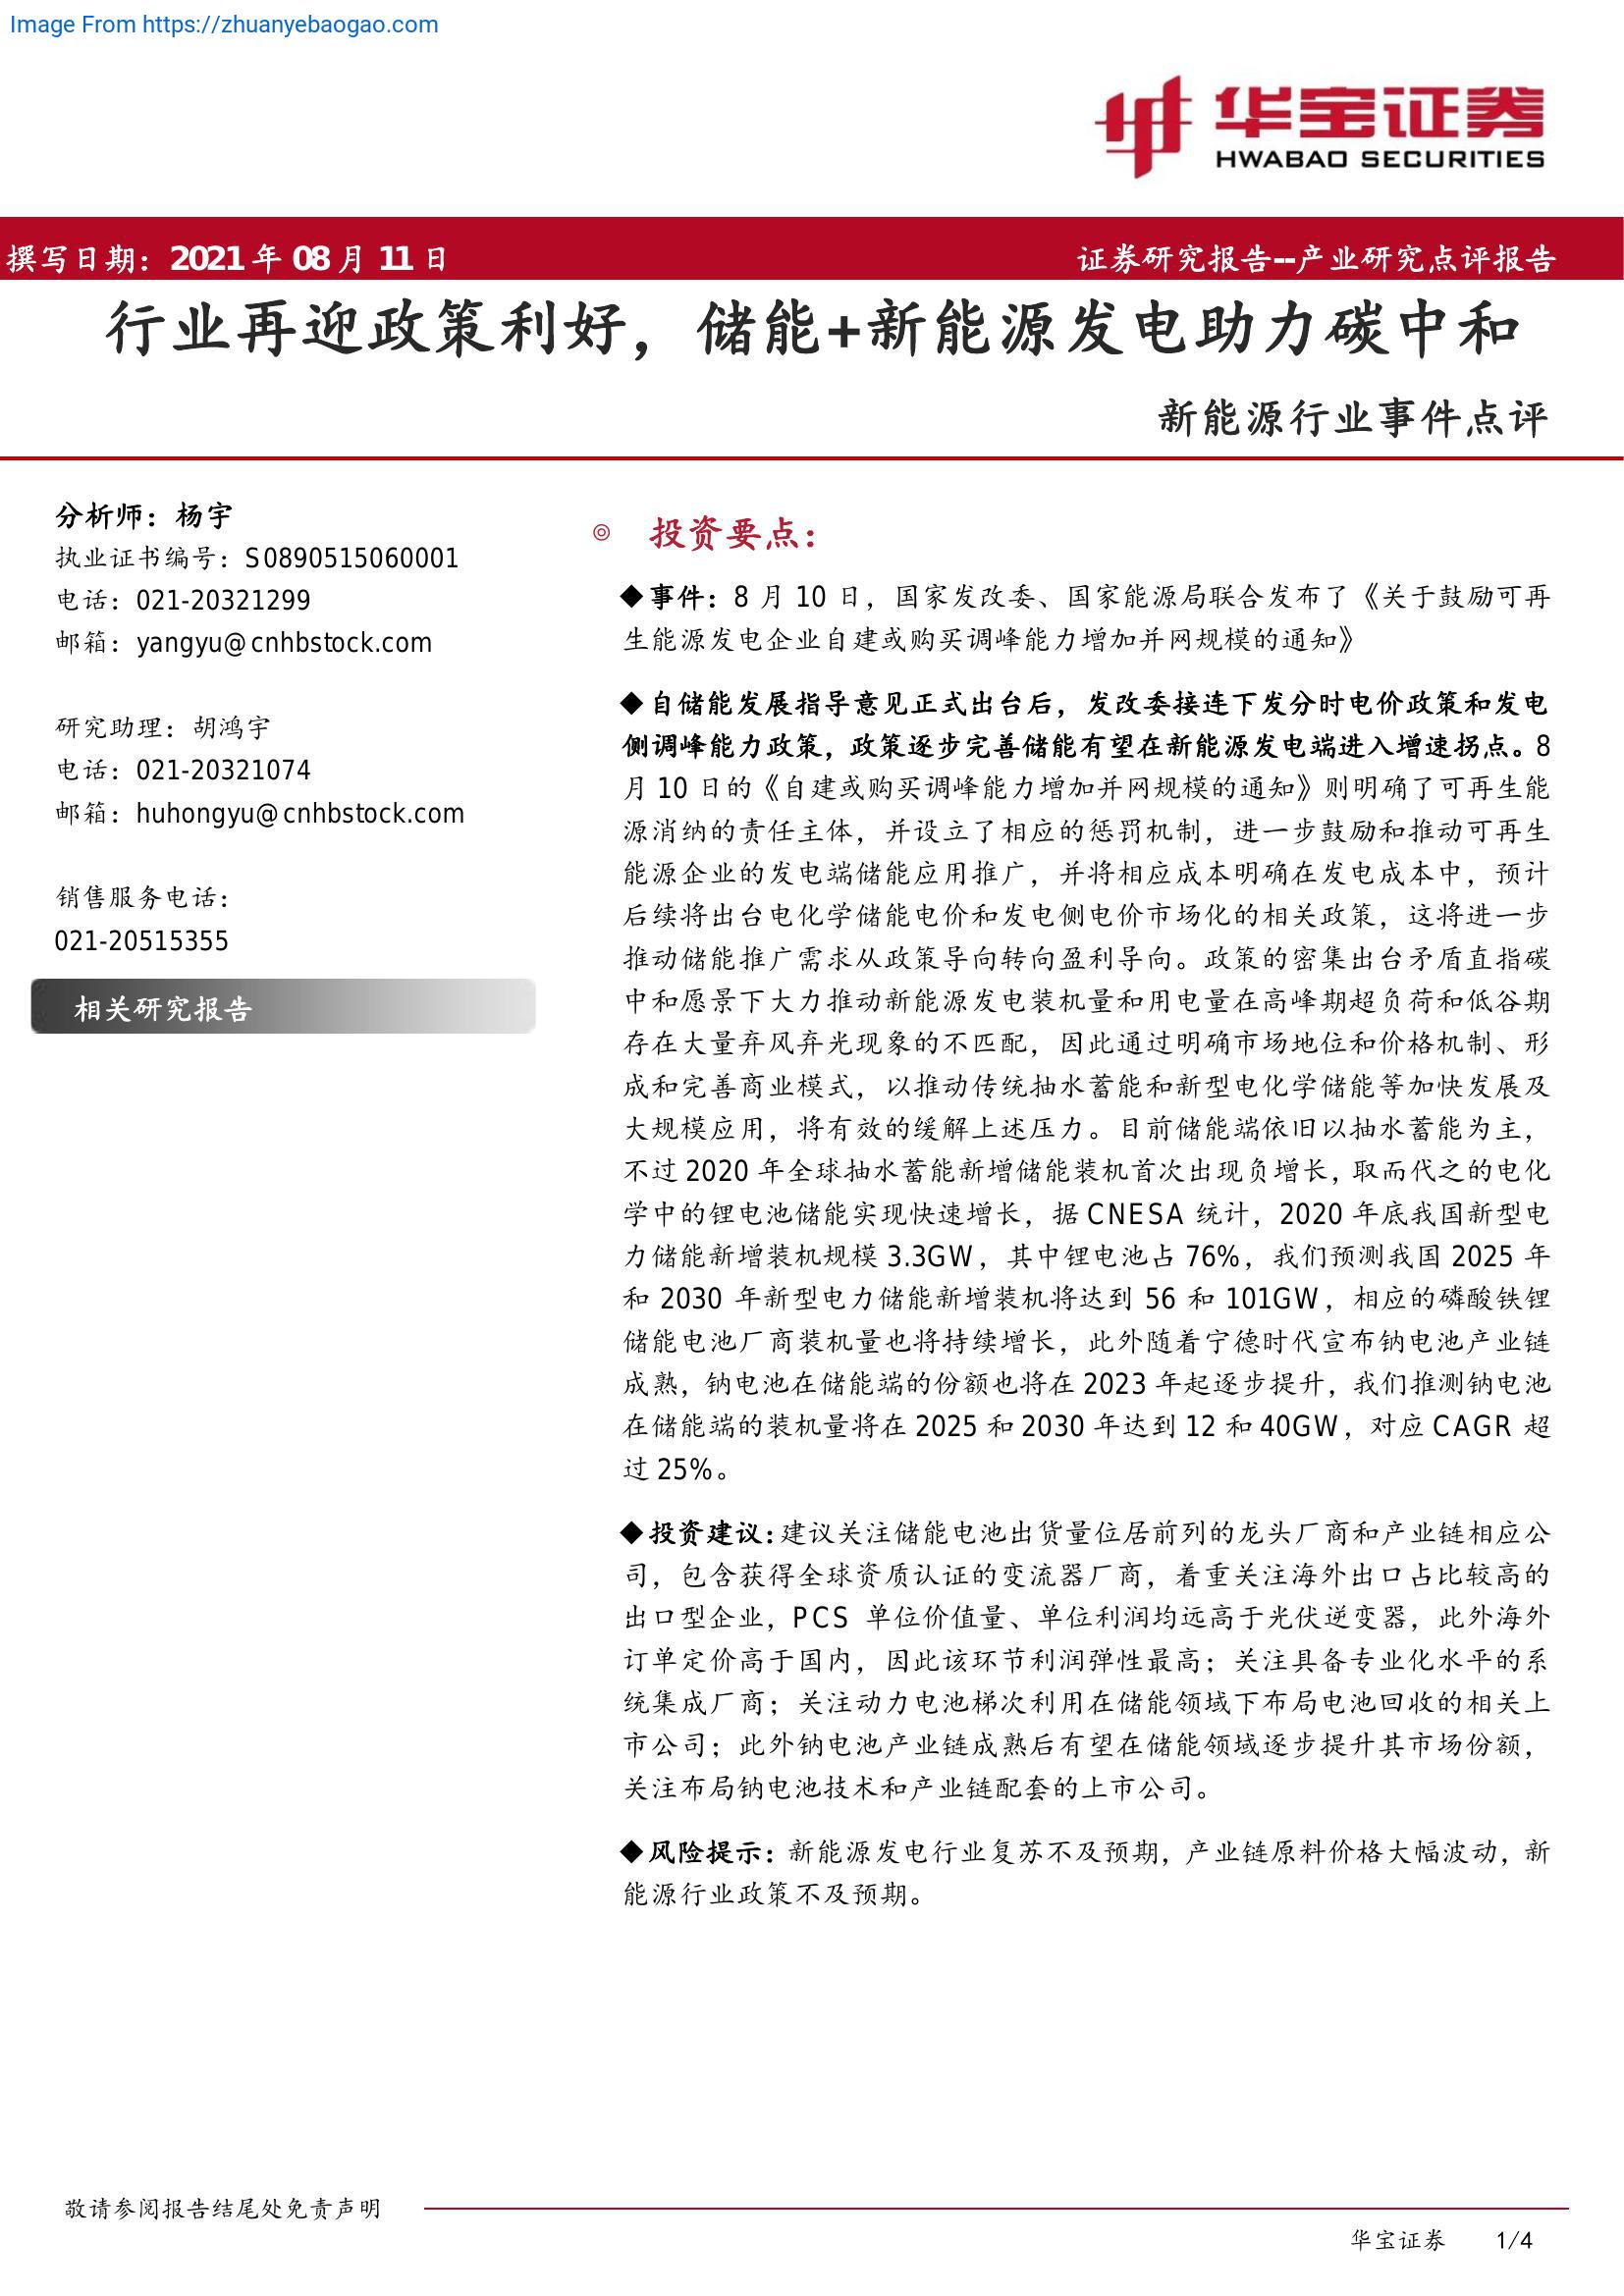 Image From https://zhuanyebaogao.com
华宝证券
HWABAO SECURITIES
撰写日期：2021 年 08 月 11 日
证券研究报告--产业研究点评报告
行业再迎政策利好，储能+新能源发电助力碳中和
新能源行业事件点评
分析师：杨宇
执业证书编号：S0890515060001
电话：021-20321299
邮箱：yangyu@cnhbstock.com
研究助理：胡鸿宇
电话：021-20321074
邮箱：huhongyu@cnhbstock.com
销售服务电话：
021-20515355
相关研究报告
◎ 投资要点：
◆事件：8 月 10 日，国家发改委、国家能源局联合发布了《关于鼓励可再
生能源发电企业自建或购买调峰能力增加并网规模的通知》
◆自储能发展指导意见正式出台后，发改委接连下发分时电价政策和发电
侧调峰能力政策，政策逐步完善储能有望在新能源发电端进入增速拐点。8
月 10 日的《自建或购买调峰能力增加并网规模的通知》则明确了可再生能
源消纳的责任主体，并设立了相应的惩罚机制，进一步鼓励和推动可再生
能源企业的发电端储能应用推广，并将相应成本明确在发电成本中，预计
后续将出台电化学储能电价和发电侧电价市场化的相关政策，这将进一步
推动储能推广需求从政策导向转向盈利导向。政策的密集出台矛盾直指碳
中和愿景下大力推动新能源发电装机量和用电量在高峰期超负荷和低谷期
存在大量弃风弃光现象的不匹配，因此通过明确市场地位和价格机制、形
成和完善商业模式，以推动传统抽水蓄能和新型电化学储能等加快发展及
大规模应用，将有效的缓解上述压力。目前储能端依旧以抽水蓄能为主，
不过 2020 年全球抽水蓄能新增储能装机首次出现负增长，取而代之的电化
学中的锂电池储能实现快速增长，据 CNESA 统计，2020 年底我国新型电
力储能新增装机规模 3.3GW，其中锂电池占 76%，我们预测我国 2025 年
和 2030 年新型电力储能新增装机将达到 56 和 101GW，相应的磷酸铁锂
储能电池厂商装机量也将持续增长，此外随着宁德时代宣布钠电池产业链
成熟，钠电池在储能端的份额也将在 2023 年起逐步提升，我们推测钠电池
在储能端的装机量将在 2025 和 2030 年达到 12 和 40GW，对应 CAGR 超
过 25%。
◆投资建议：建议关注储能电池出货量位居前列的龙头厂商和产业链相应公
司，包含获得全球资质认证的变流器厂商，着重关注海外出口占比较高的
出口型企业，PCS 单位价值量、单位利润均远高于光伏逆变器，此外海外
订单定价高于国内，因此该环节利润弹性最高；关注具备专业化水平的系
统集成厂商；关注动力电池梯次利用在储能领域下布局电池回收的相关上
市公司；此外钠电池产业链成熟后有望在储能领域逐步提升其市场份额，
关注布局钠电池技术和产业链配套的上市公司。
◆风险提示：新能源发电行业复苏不及预期，产业链原料价格大幅波动，新
能源行业政策不及预期。
敬请参阅报告结尾处免责声明
华宝证券 1/4